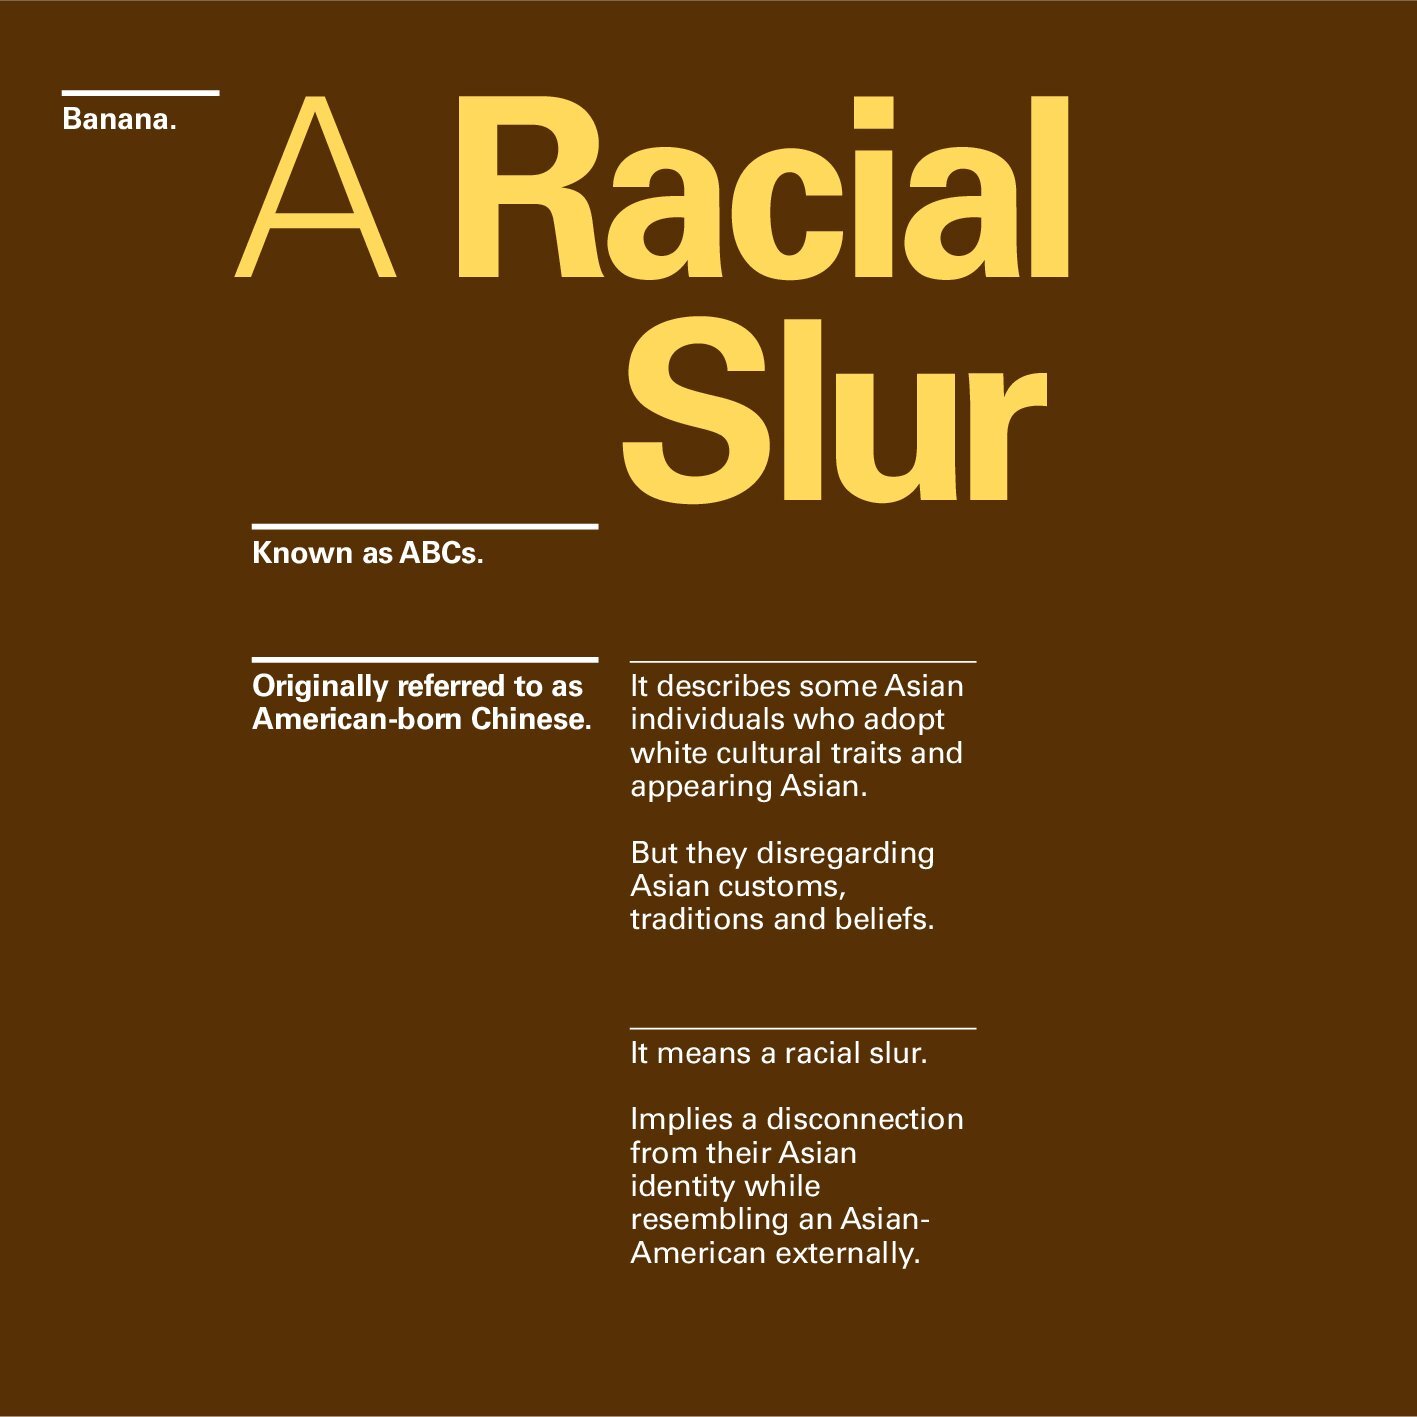 Banana.
A Racial
Slur
Known as ABCs.
Originally referred to as
American-born Chinese.
It describes some Asian
individuals who adopt
white cultural traits and
appearing Asian.
But they disregarding
Asian customs,
traditions and beliefs.
It means a racial slur.
Implies a disconnection
from their Asian
identity while
resembling an Asian-
American externally.